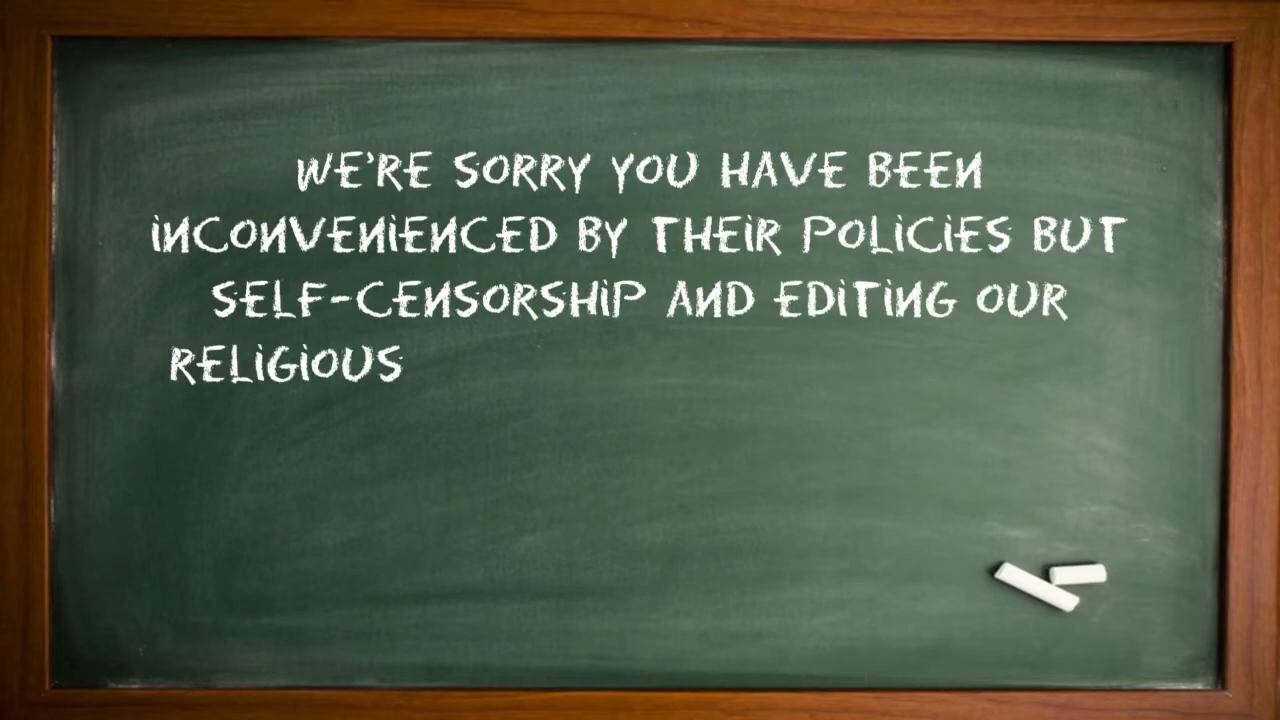 WE'RE SORRY YOU HAVE BEEN
INCONVENIENCED BY THEIR POLICIES BUT
SELF-CENSORSHIP AND EDITING OUR
RELIGIOUS